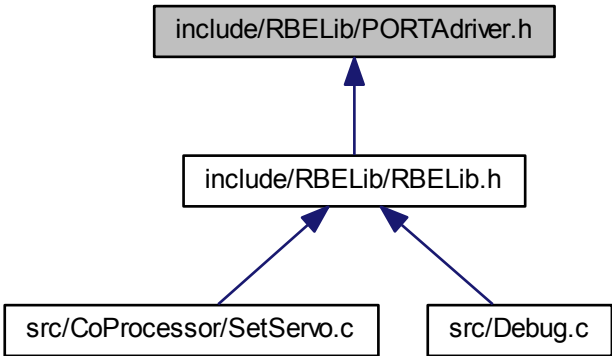 include/RBELib/PORTAdriver.h
include/RBELib/RBELib.h
src/CoProcessor/SetServo.c
src/Debug.c